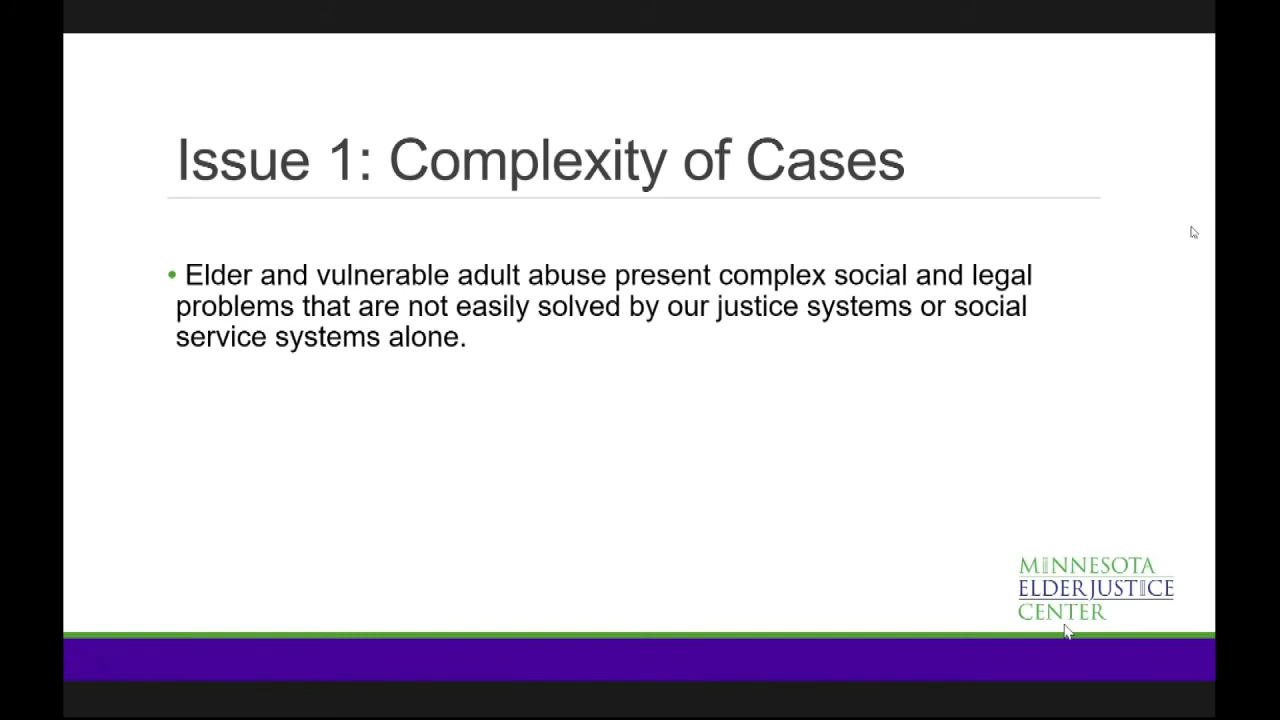 Issue 1: Complexity of Cases
• Elder and vulnerable adult abuse present complex social and legal
problems that are not easily solved by our justice systems or social
service systems alone.
MINNESOTA
ELDER JUSTICE
CENTER